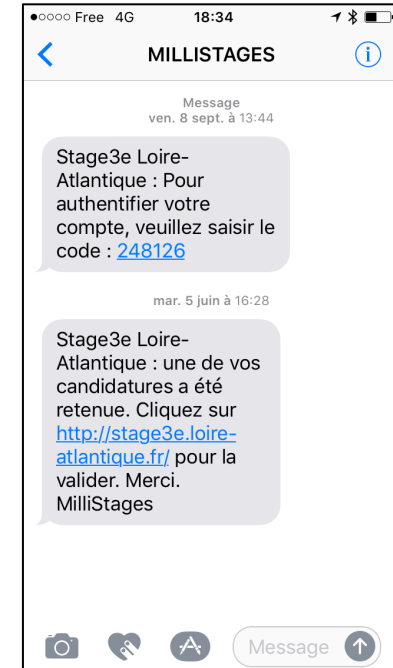 Free 4G 18:34
MILLISTAGES
Message
ven. 8 sept. à 13:44
Stage3e Loire-
Atlantique : Pour
authentifier votre
compte, veuillez saisir le
code : 248126
mar. 5 juin à 16:28
Stage3e Loire-
Atlantique : une de vos
candidatures a été
retenue. Cliquez sur
http://stage3e.loire-
atlantique.fr/ pour la
valider. Merci.
MilliStages
Message